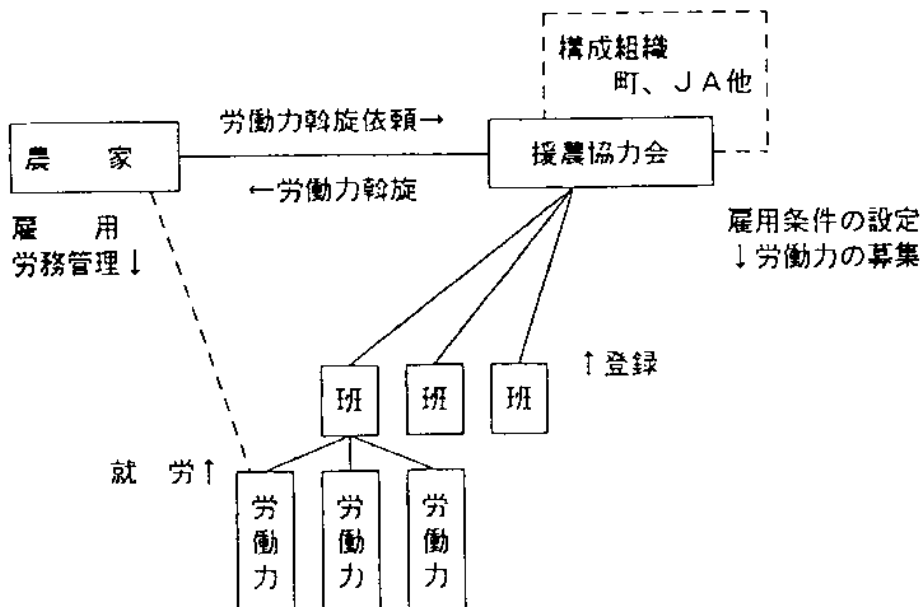 構成組織
町、JA他
労働力斡旋依頼→
農　家
援農協力会
←労働力斡旋
雇　用
労務管理↓
雇用条件の設定
↓労働力の募集
班
班
班
↑登録
就　労↑
労働力
労働力
労働力